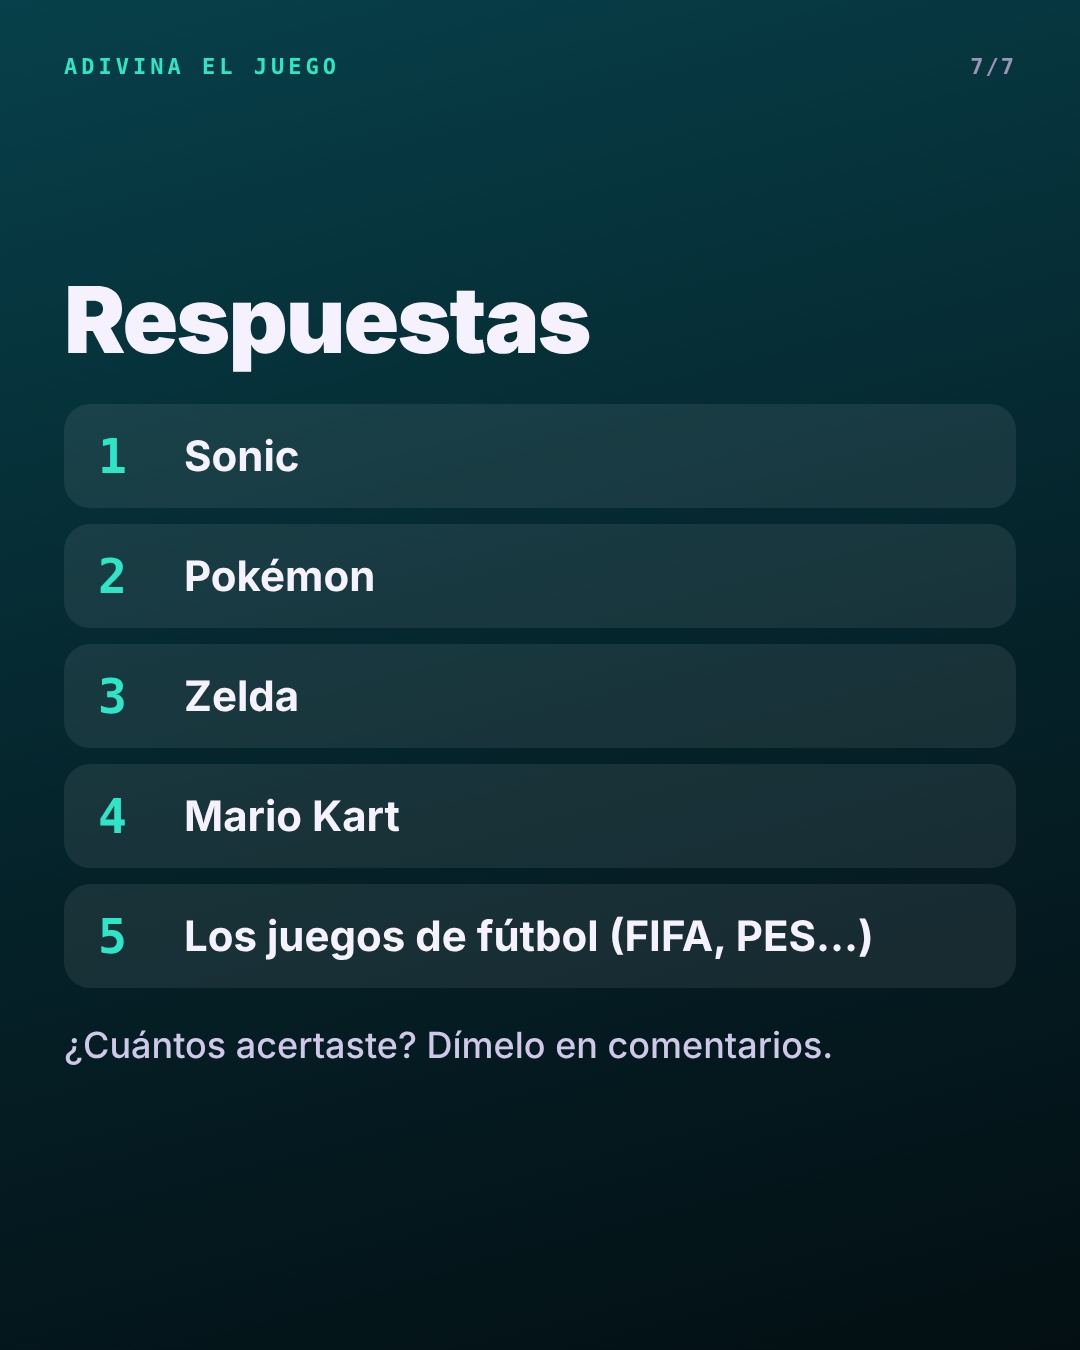 ADIVINA EL JUEGO
7/7
Respuestas
1 Sonic
2 Pokémon
3 Zelda
4 Mario Kart
5 Los juegos de fútbol (FIFA, PES...)
¿Cuántos acertaste? Dímelo en comentarios.